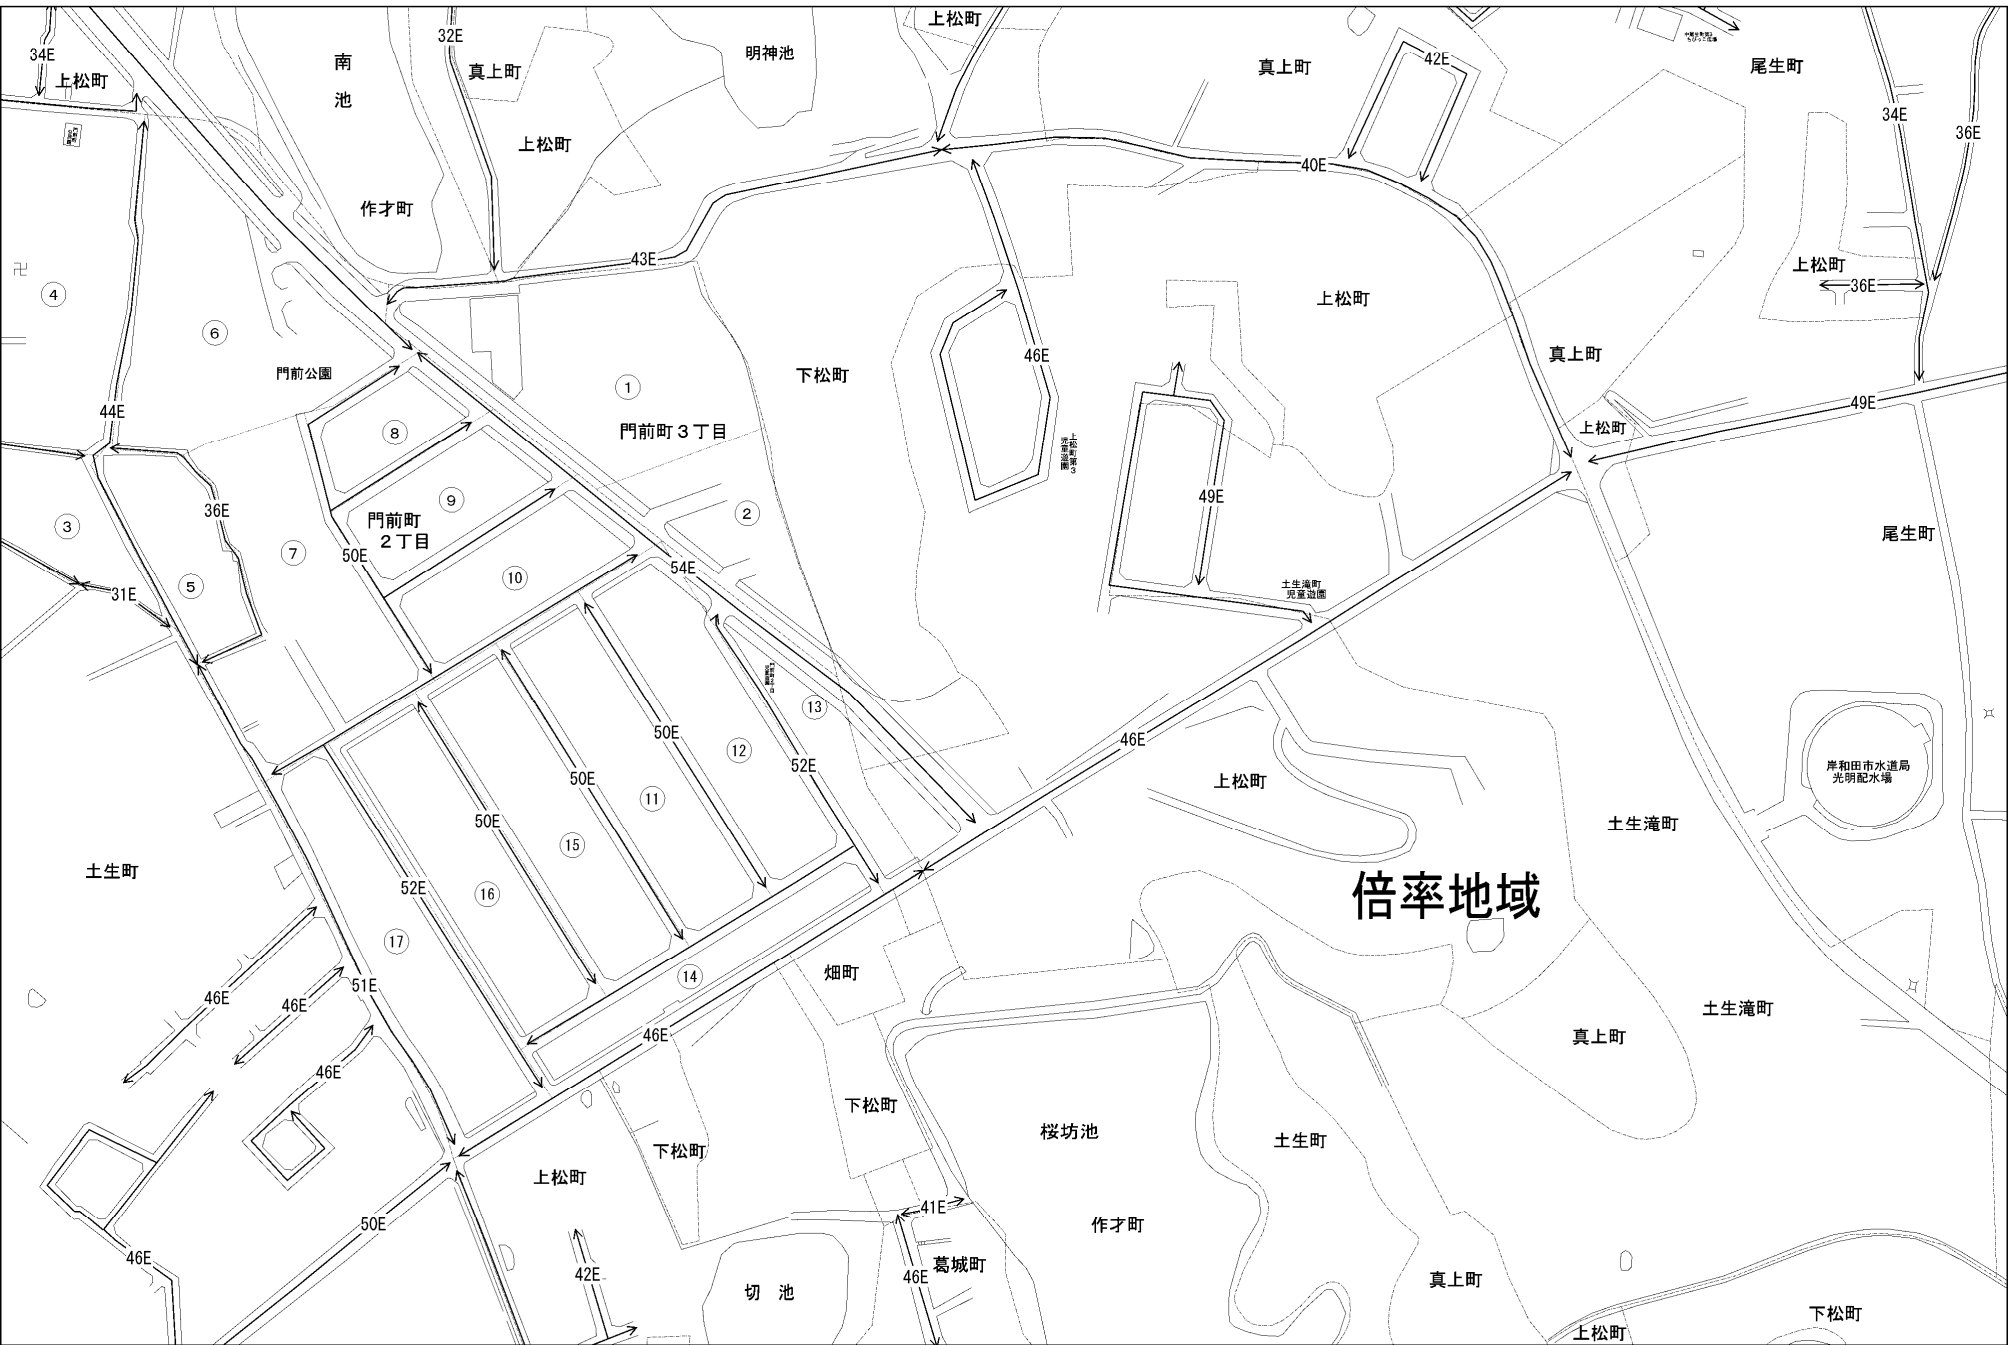 上松町
32E
34E
南
池
真上町
明神池
真上町
42E
尾生町
上松町
34E
36E
上松町
40E
作才町
43E
④
上松町
上松町
36E
⑥
門前公園
①
下松町
46E
真上町
44E
49E
⑧
門前町3丁目
上松町第3
児童遊園
上松町
⑨
49E
36E
②
③
門前町
2丁目
尾生町
⑦
50E
54E
31E
⑤
⑩
土生滝町
児童遊園
⑬
50E
⑫
52E
46E
50E
上松町
岸和田市水道局
光明配水場
⑪
50E
⑮
土生滝町
土生町
52E
⑯
倍率地域
⑰
畑町
⑭
51E
46E
46E
土生滝町
46E
真上町
46E
下松町
桜坊池
土生町
下松町
上松町
41E
50E
作才町
46E
42E
46E
葛城町
真上町
切池
下松町
上松町